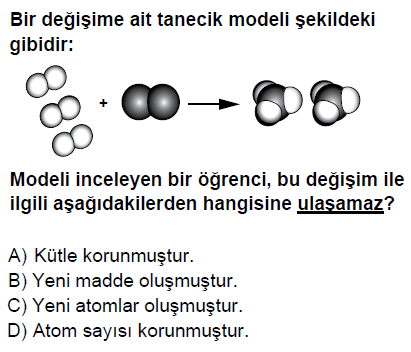 Bir değişime ait tanecik modeli şekildeki
gibidir:
+
Modeli inceleyen bir öğrenci, bu değişim ile
ilgili aşağıdakilerden hangisine ulaşamaz?
A) Kütle korunmuştur.
B) Yeni madde oluşmuştur.
C) Yeni atomlar oluşmuştur.
D) Atom sayısı korunmuştur.